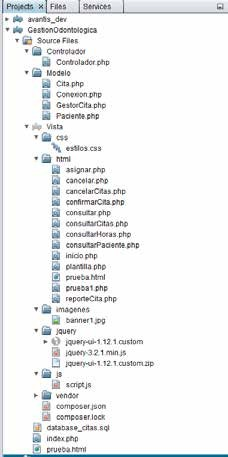 Projects × Files Services
avantis_dev
GestionOdontologica
Source Files
Controlador
Controlador.php
Modelo
Cita.php
Conexion.php
GestorCita.php
Paciente.php
Vista
css
estilos.css
html
asignar.php
cancelar.php
cancelarCitas.php
confirmarCita.php
consultar.php
consultarCitas.php
consultarHoras.php
consultarPaciente.php
inicio.php
plantilla.php
prueba.html
prueba1.php
reporteCita.php
imagenes
banner1.jpg
jquery
jquery-ui-1.12.1.custom
jquery-3.2.1.min.js
jquery-ui-1.12.1.custom.zip
js
script.js
vendor
composer.json
composer.lock
database_citas.sql
index.php
prueba.html